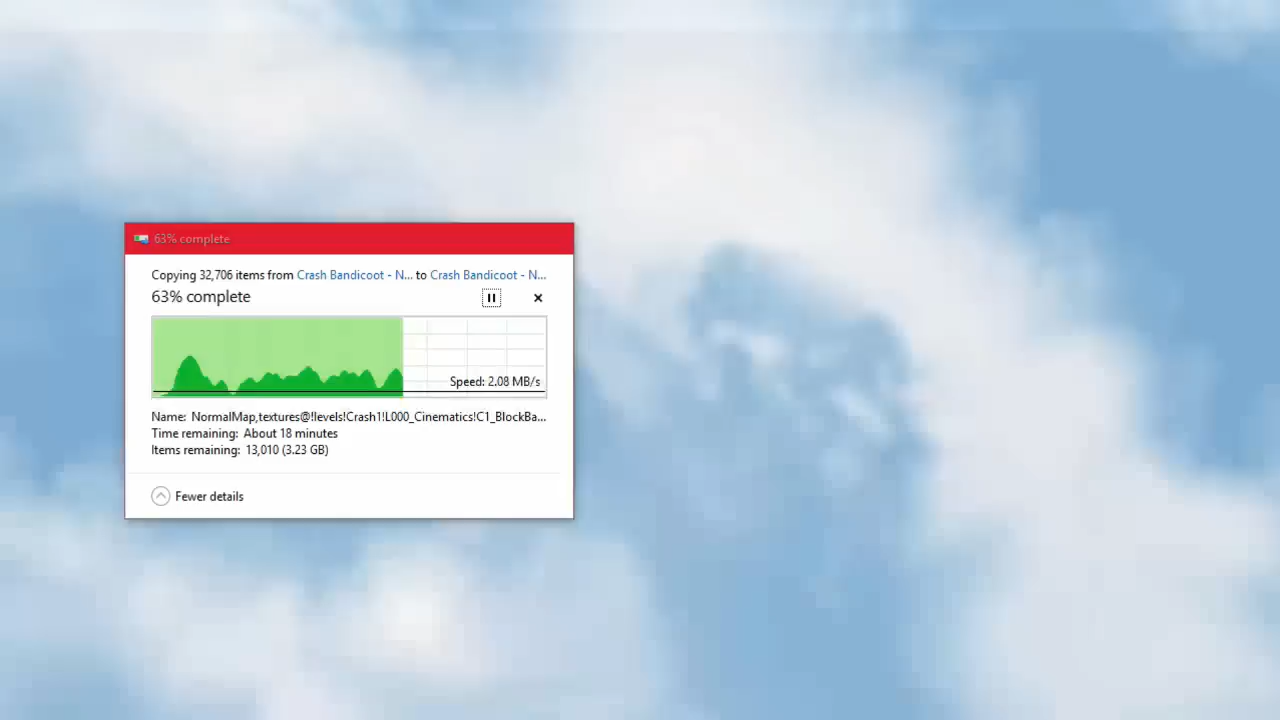 63% complete
Copying 32,706 items from Crash Bandicoot - N... to Crash Bandicoot - N...
63% complete
Speed: 2.08 MB/s
Name: NormalMap,textures@!levels!Crash1!L000_Cinematics!C1_BlockBa...
Time remaining: About 18 minutes
Items remaining: 13,010 (3.23 GB)
Fewer details